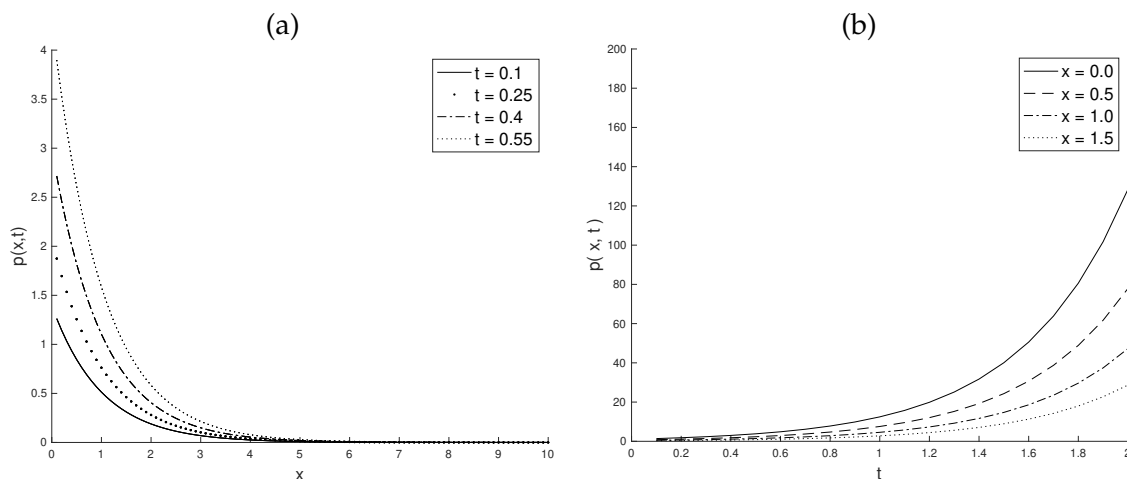 (a)
4
3.5
3
2.5
2
1.5
1
0.5
0
p(x,t)
t = 0.1
t = 0.25
t = 0.4
t = 0.55
0 1 2 3 4 5 6 7 8 9 10
x
(b)
200
180
160
140
120
100
80
60
40
20
0
p( x, t )
x = 0.0
x = 0.5
x = 1.0
x = 1.5
0 0.2 0.4 0.6 0.8 1 1.2 1.4 1.6 1.8 2
t